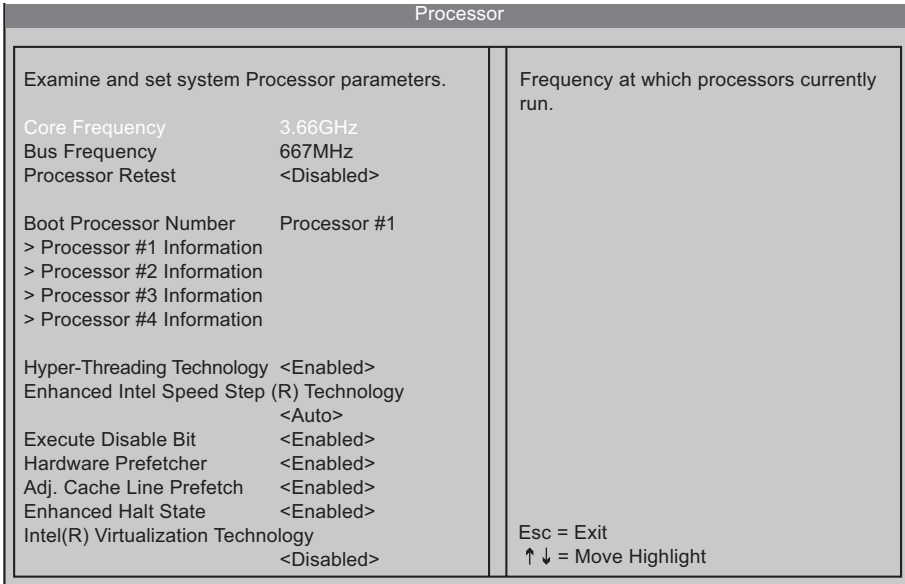 Processor
Examine and set system Processor parameters.
Core Frequency 3.66GHz
Bus Frequency 667MHz
Processor Retest <Disabled>
Boot Processor Number Processor #1
> Processor #1 Information
> Processor #2 Information
> Processor #3 Information
> Processor #4 Information
Hyper-Threading Technology <Enabled>
Enhanced Intel Speed Step (R) Technology
<Auto>
Execute Disable Bit <Enabled>
Hardware Prefetcher <Enabled>
Adj. Cache Line Prefetch <Enabled>
Enhanced Halt State <Enabled>
Intel(R) Virtualization Technology
<Disabled>
Frequency at which processors currently
run.
Esc = Exit
↑↓ = Move Highlight